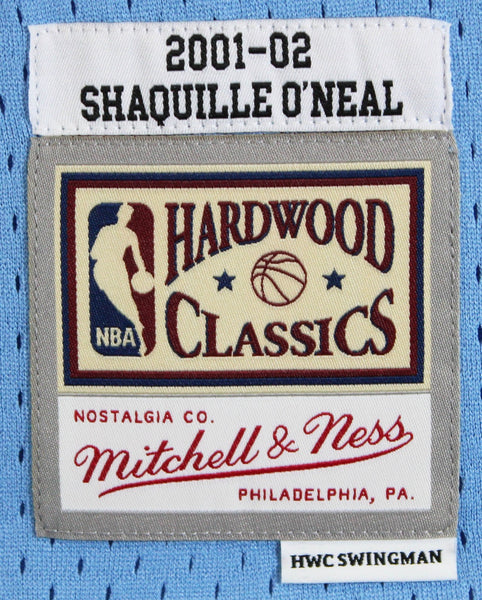 2001-02
SHAQUILLE O'NEAL
HARDWOOD
CLASSICS
NBA
NOSTALGIA CO.
Mitchell & Ness
PHILADELPHIA, PA.
HWC SWINGMAN